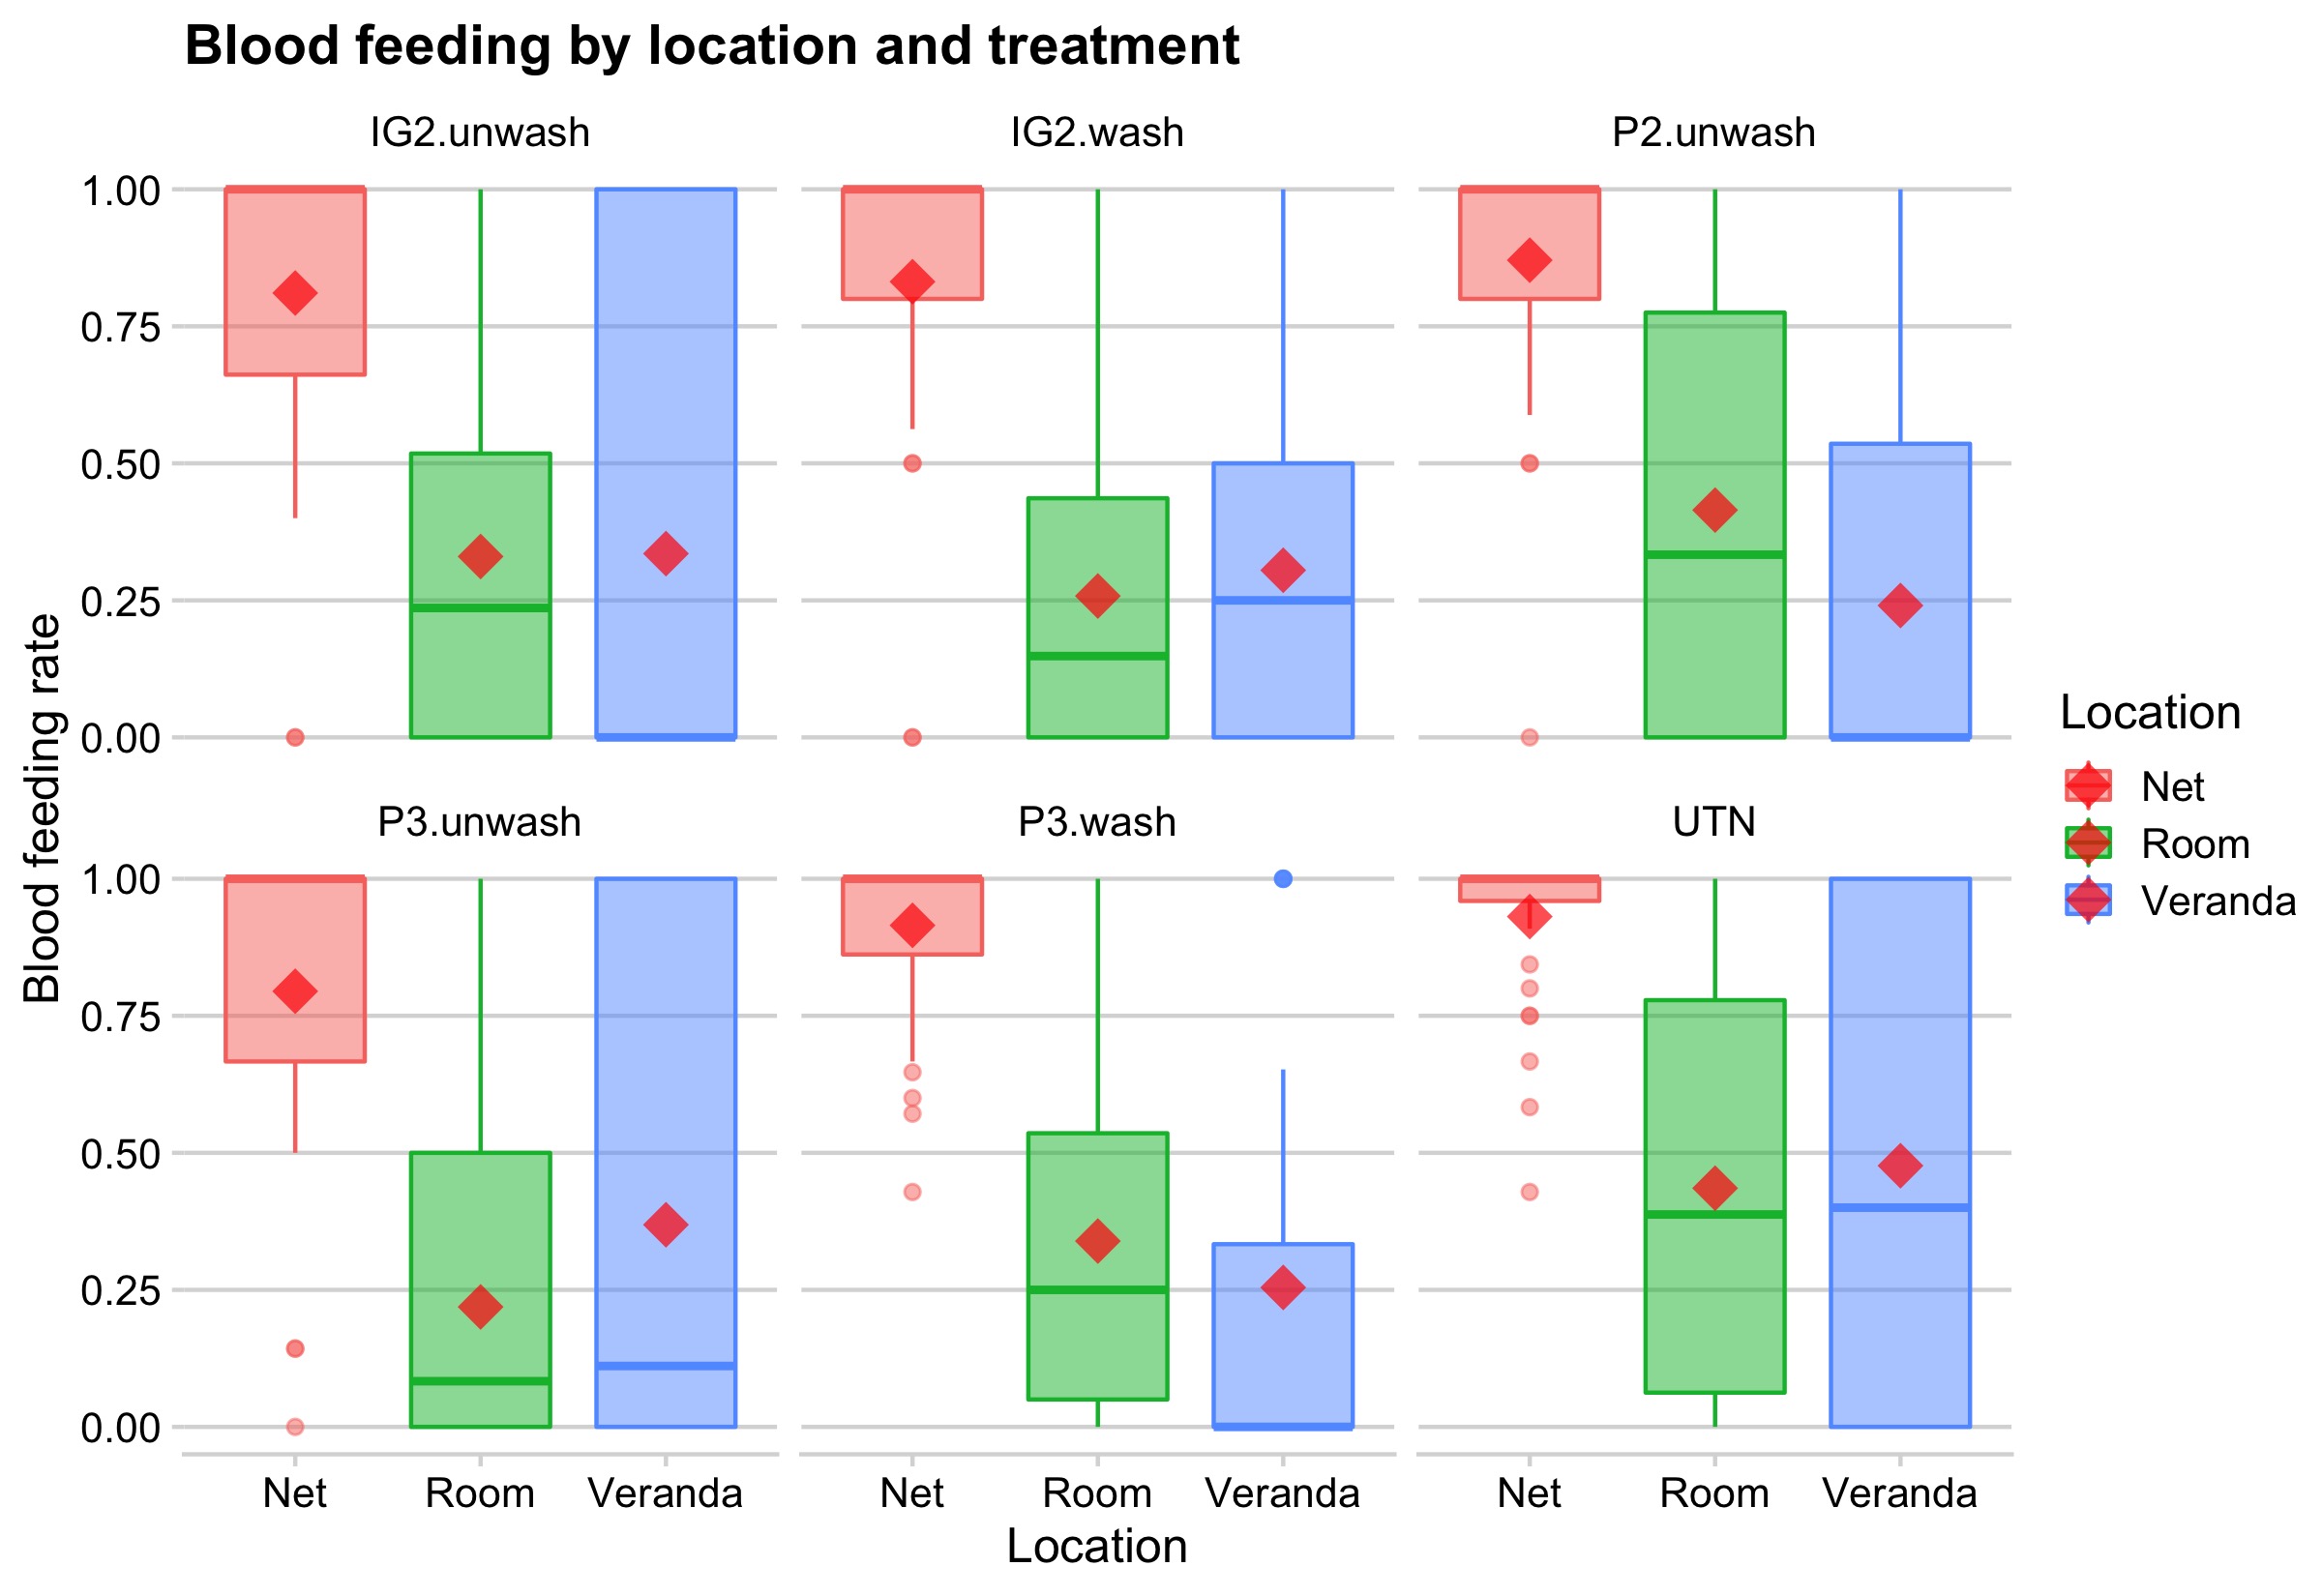 Blood feeding by location and treatment
IG2.unwash
IG2.wash
P2.unwash
1.00
0.75
0.50
0.25
0.00
P3.unwash
P3.wash
UTN
1.00
0.75
0.50
0.25
0.00
Blood feeding rate
Net
Room
Veranda
Net
Room
Veranda
Net
Room
Veranda
Location
Location
Net
Room
Veranda